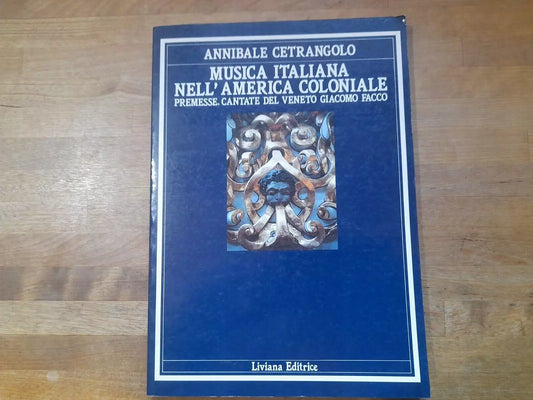 ANNIBALE CETRANGOLO
MUSICA ITALIANA
NELL'AMERICA COLONIALE
PREMESSE. CANTATE DEL VENETO GIACOMO FACCO
Liviana Editrice